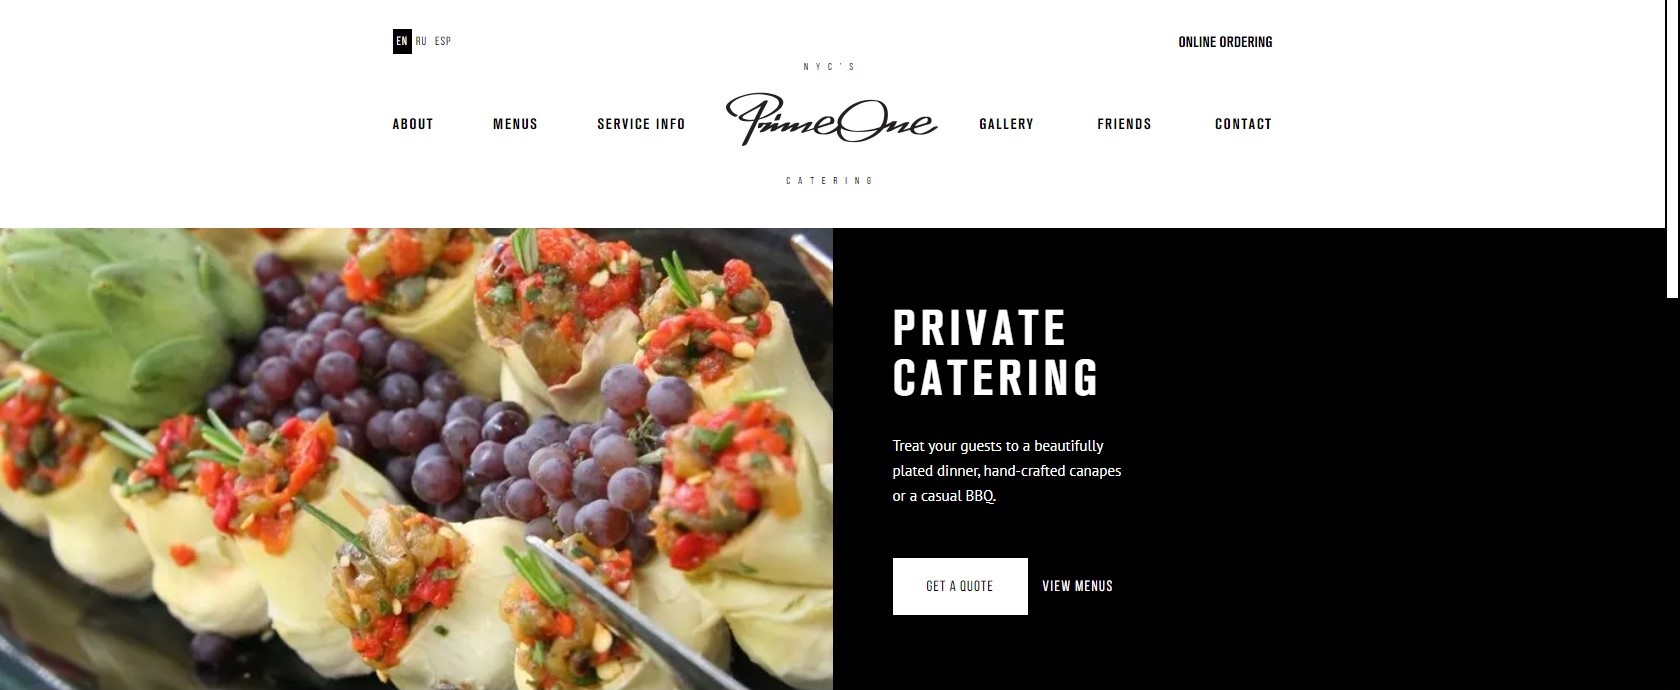 EN RU ESP
ONLINE ORDERING
NYC'S
ABOUT MENUS SERVICE INFO PrimeOne GALLERY FRIENDS CONTACT
CATERING
PRIVATE
CATERING
Treat your guests to a beautifully
plated dinner, hand-crafted canapes
or a casual BBQ.
GET A QUOTE VIEW MENUS